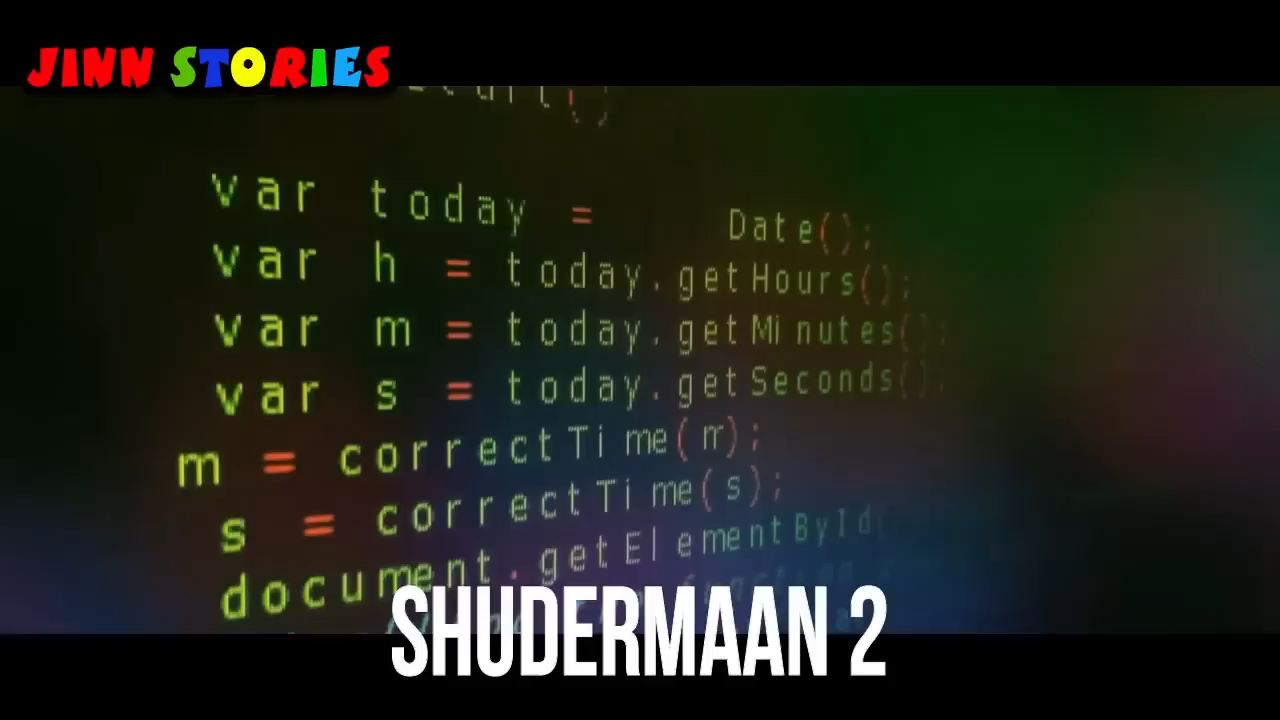 JINN STORIES
var today = Date();
var h = today.getHours();
var m = today.getMinutes();
var s = today.getSeconds();
m = correctTime(m);
s = correctTime(s);
document.getElementById(
SHUDERMAAN 2